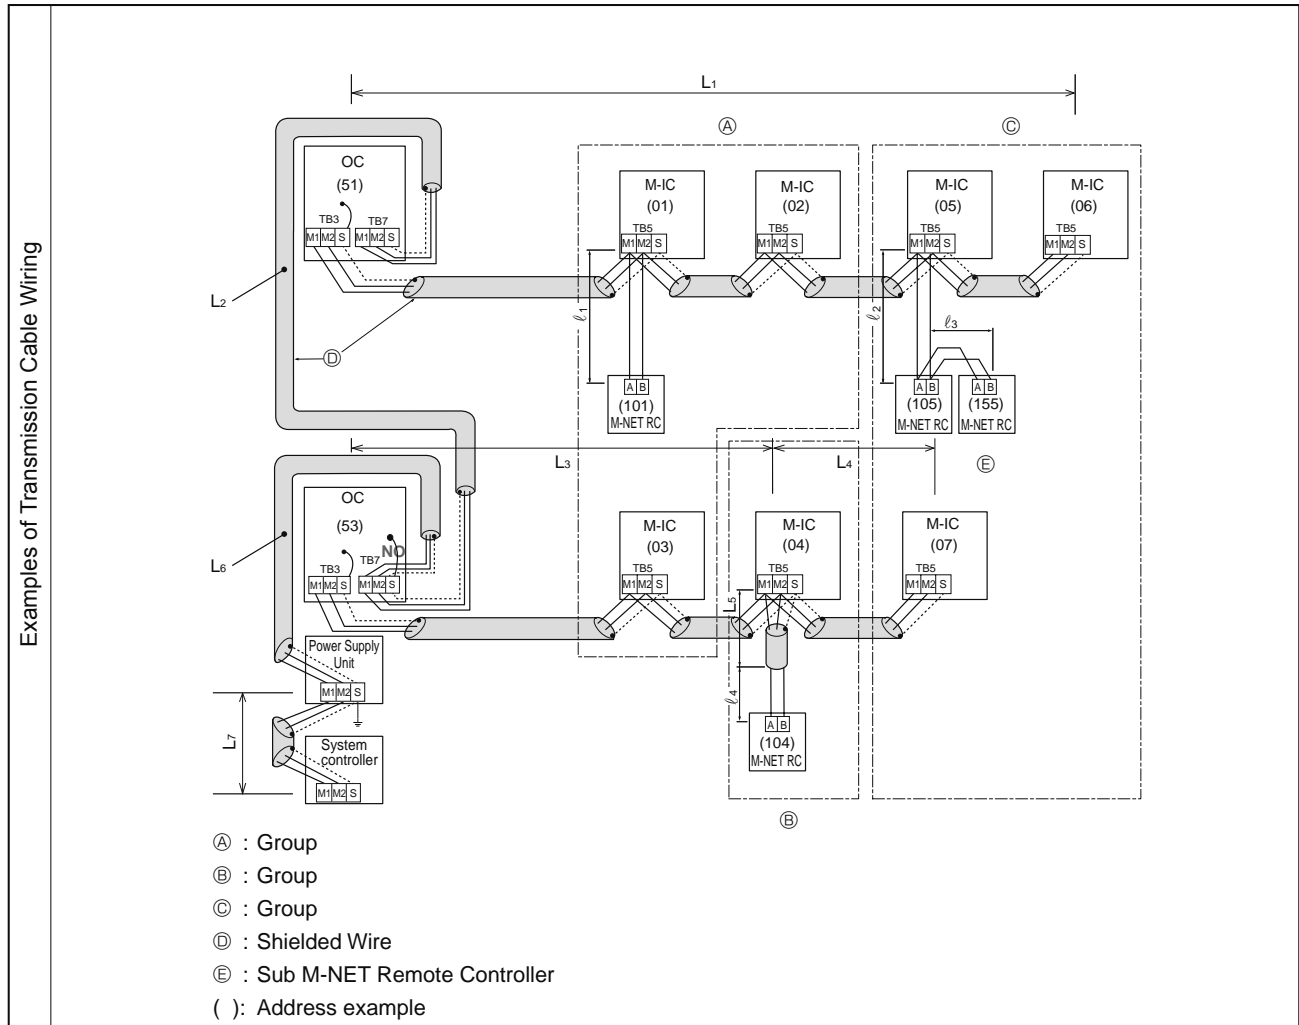 Examples of Transmission Cable Wiring
L1
Ⓐ
Ⓒ
OC
(51)
TB3
TB7
M1 M2 S
M1 M2 S
M-IC
(01)
TB5
M1 M2 S
M-IC
(02)
TB5
M1 M2 S
M-IC
(05)
TB5
M1 M2 S
M-IC
(06)
TB5
M1 M2 S
L2
Ⓓ
ℓ1
ℓ2
ℓ3
A B
(101)
M-NET RC
A B
(105)
M-NET RC
A B
(155)
M-NET RC
L3
L4
Ⓔ
OC
(53)
NO
TB3
TB7
M1 M2 S
M1 M2 S
M-IC
(03)
TB5
M1 M2 S
M-IC
(04)
TB5
M1 M2 S
M-IC
(07)
TB5
M1 M2 S
L6
L5
ℓ4
Power Supply
Unit
M1 M2 S
L7
System
controller
M1 M2 S
A B
(104)
M-NET RC
Ⓑ
Ⓐ : Group
Ⓑ : Group
Ⓒ : Group
Ⓓ : Shielded Wire
Ⓔ : Sub M-NET Remote Controller
( ): Address example